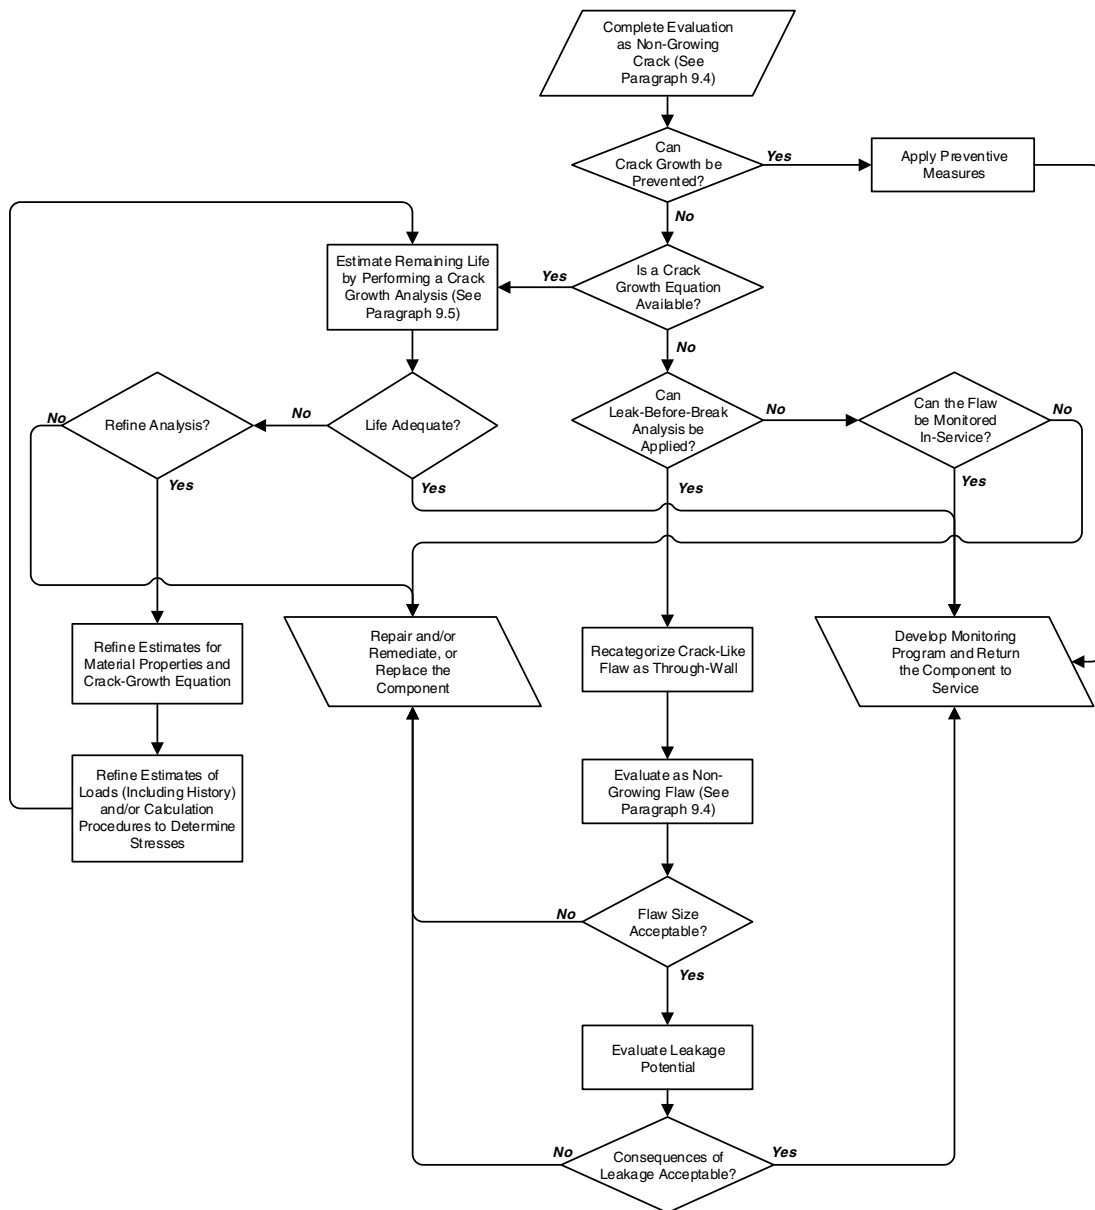 Complete Evaluation
as Non-Growing
Crack (See
Paragraph 9.4)
Can
Crack Growth be
Prevented?
Yes
Apply Preventive
Measures
No
Estimate Remaining Life
by Performing a Crack
Growth Analysis (See
Paragraph 9.5)
Yes
Is a Crack
Growth Equation
Available?
No
No
Refine Analysis?
No
Life Adequate?
Can
Leak-Before-Break
Analysis be
Applied?
No
Can the Flaw
be Monitored
In-Service?
No
Yes
Yes
Yes
Yes
Refine Estimates for
Material Properties and
Crack-Growth Equation
Repair and/or
Remediate, or
Replace the
Component
Recategorize Crack-Like
Flaw as Through-Wall
Develop Monitoring
Program and Return
the Component to
Service
Refine Estimates of
Loads (Including History)
and/or Calculation
Procedures to Determine
Stresses
Evaluate as Non-
Growing Flaw (See
Paragraph 9.4)
No
Flaw Size
Acceptable?
Yes
Evaluate Leakage
Potential
No
Consequences of
Leakage Acceptable?
Yes